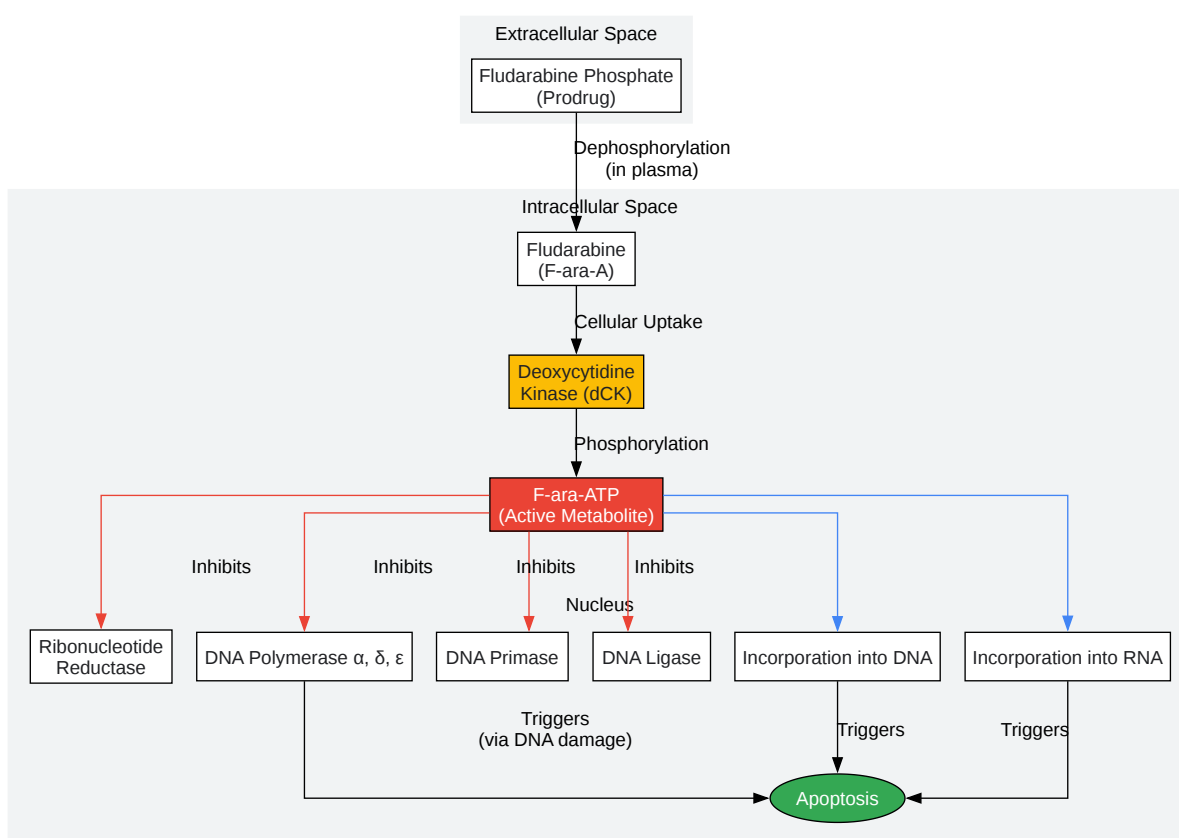 Extracellular Space
Fludarabine Phosphate
(Prodrug)
Dephosphorylation
(in plasma)
Intracellular Space
Fludarabine
(F-ara-A)
Cellular Uptake
Deoxycytidine
Kinase (dCK)
Phosphorylation
F-ara-ATP
(Active Metabolite)
Inhibits
Inhibits
Inhibits
Inhibits
Nucleus
Ribonucleotide
Reductase
DNA Polymerase α, δ, ε
DNA Primase
DNA Ligase
Incorporation into DNA
Incorporation into RNA
Triggers
(via DNA damage)
Triggers
Triggers
Apoptosis